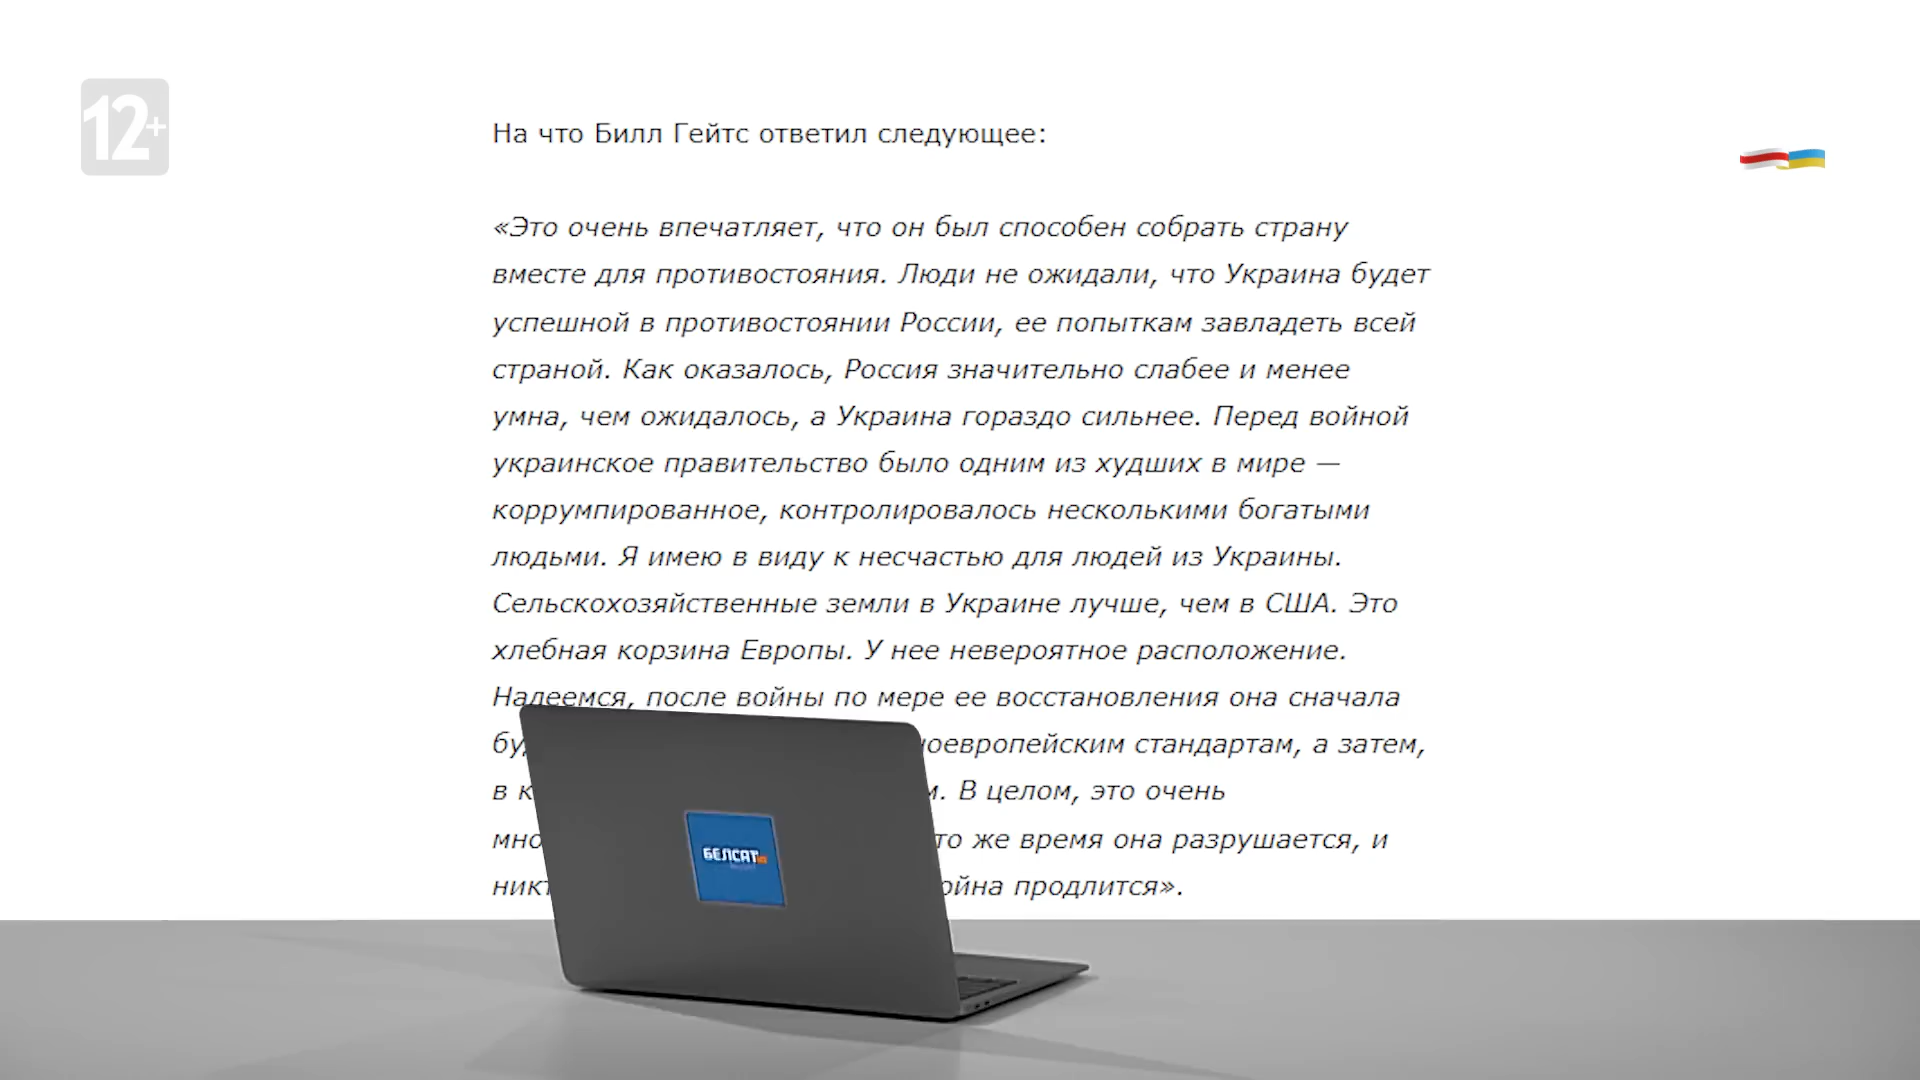 12+
На что Билл Гейтс ответил следующее:
«Это очень впечатляет, что он был способен собрать страну
вместе для противостояния. Люди не ожидали, что Украина будет
успешной в противостоянии России, ее попыткам завладеть всей
страной. Как оказалось, Россия значительно слабее и менее
умна, чем ожидалось, а Украина гораздо сильнее. Перед войной
украинское правительство было одним из худших в мире —
коррумпированное, контролировалось несколькими богатыми
людьми. Я имею в виду к несчастью для людей из Украины.
Сельскохозяйственные земли в Украине лучше, чем в США. Это
хлебная корзина Европы. У нее невероятное расположение.
Надеемся, после войны по мере ее восстановления она сначала
стандартам, а затем,
в В целом, это очень
же время она разрушается, и
продлится».
БЕЛСАТ